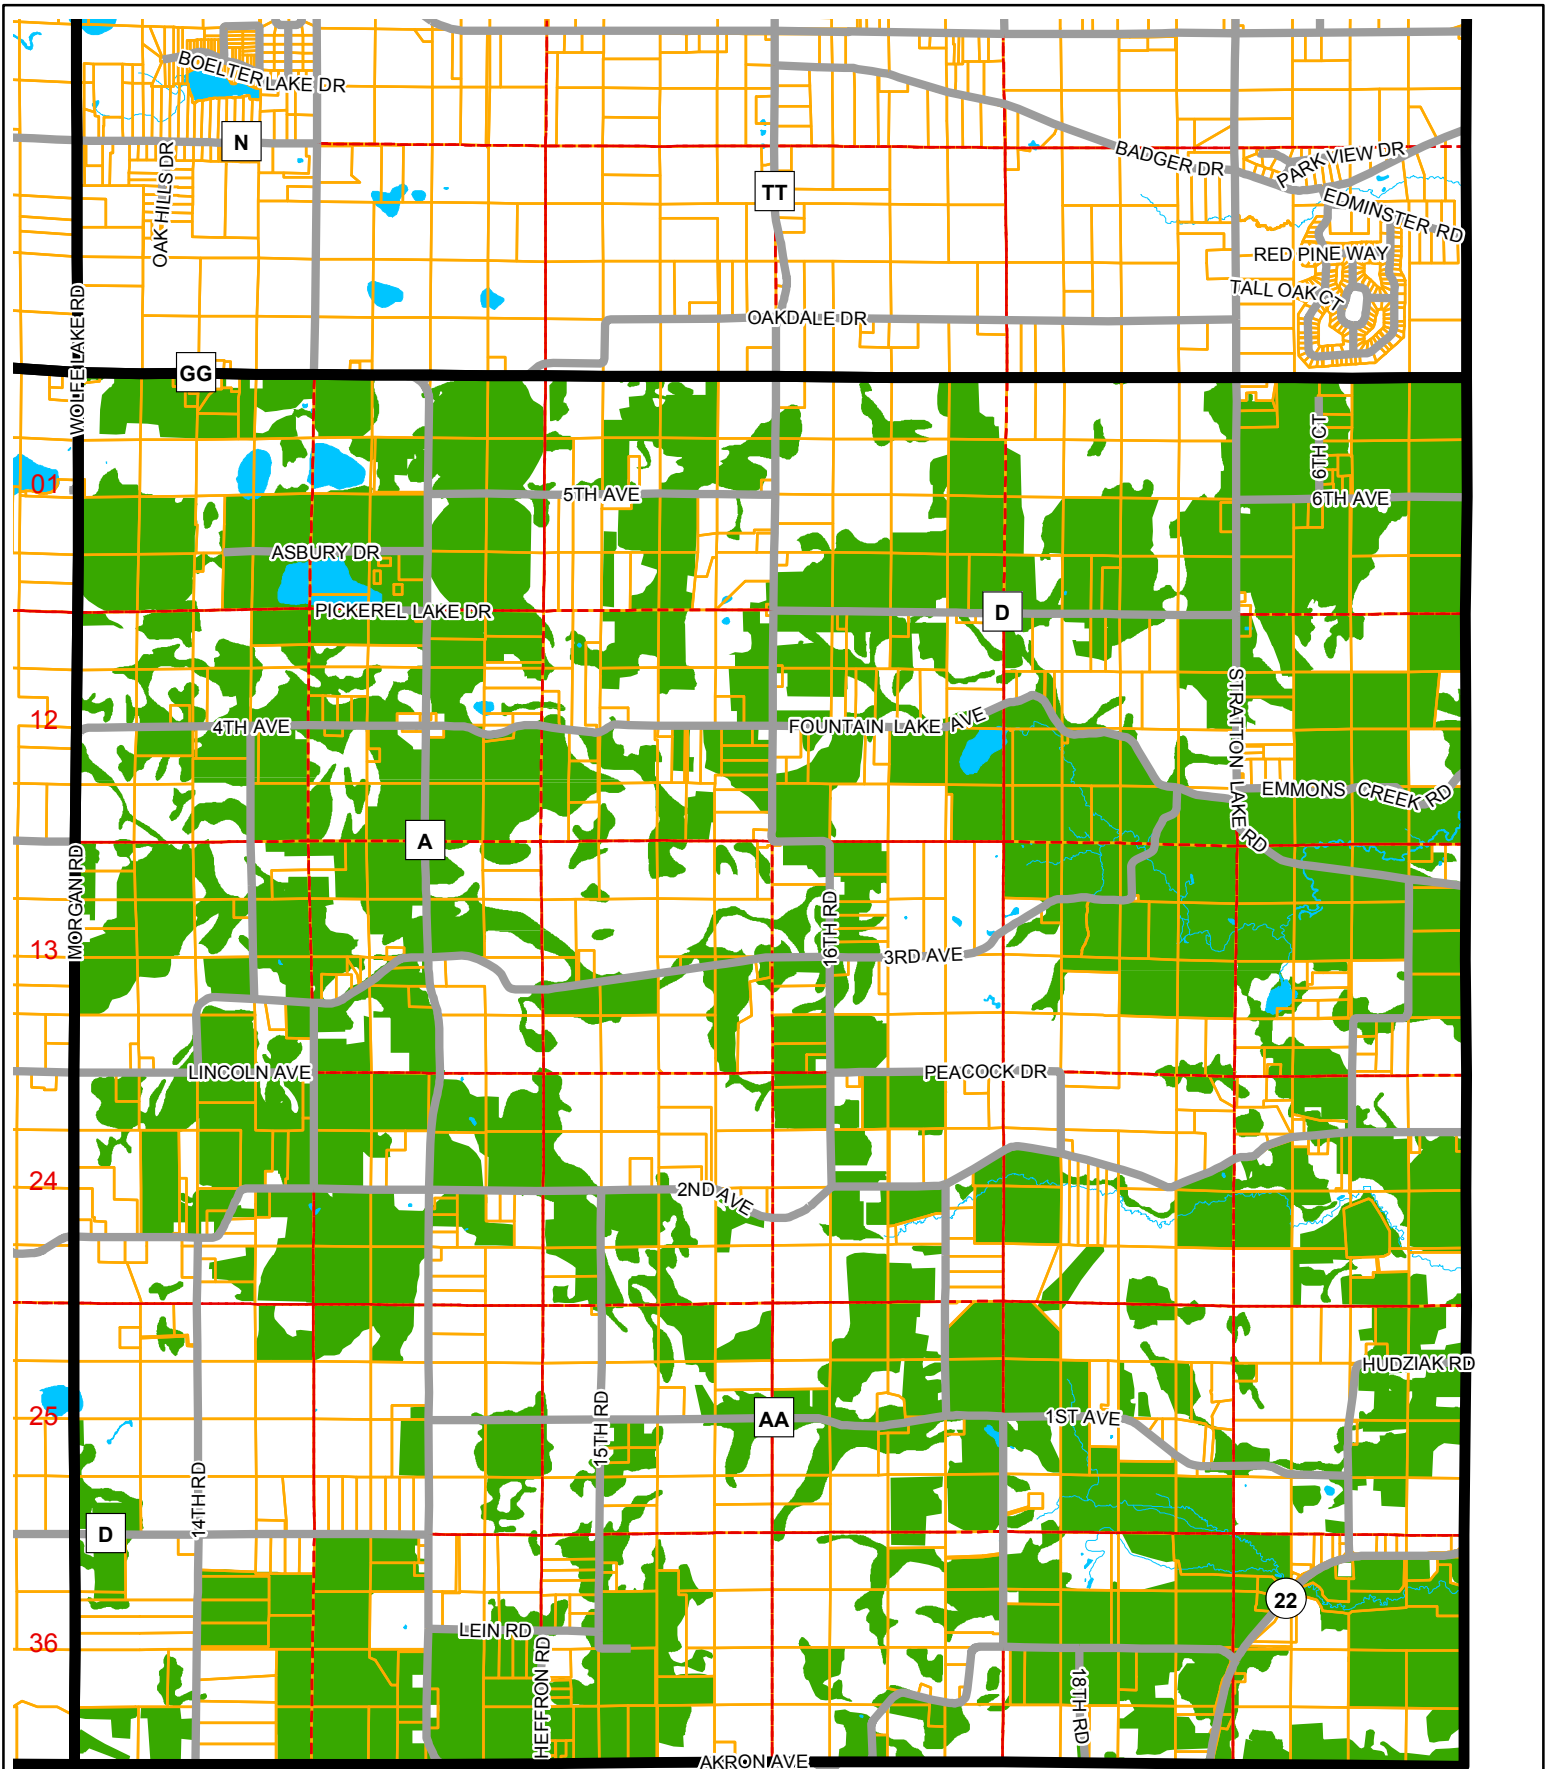 BOELTER LAKE DR
N
OAK HILLS DR
TT
BADGER DR
PARK VIEW DR
EDMINSTER RD
RED PINE WAY
TALL OAK CT
OAKDALE DR
WOLFE LAKE RD
GG
6TH CT
01
5TH AVE
6TH AVE
ASBURY DR
PICKEREL LAKE DR
D
12
4TH AVE
FOUNTAIN LAKE AVE
STRATTON LAKE RD
EMMONS CREEK RD
A
MORGAN RD
13
16TH RD
3RD AVE
LINCOLN AVE
PEACOCK DR
24
2ND AVE
HUDZIAK RD
25
15TH RD
AA
1ST AVE
14TH RD
D
22
36
LEIN RD
HEFFRON RD
18TH RD
AKRON AVE